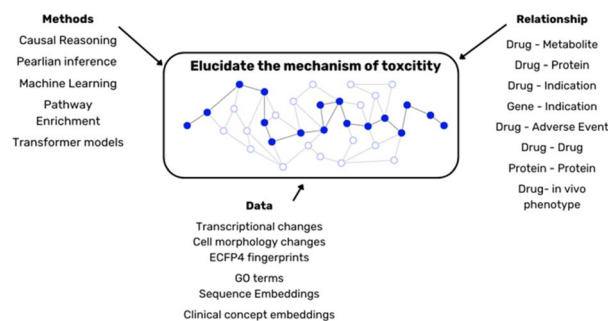 Methods
Causal Reasoning
Pearlian inference
Machine Learning
Pathway
Enrichment
Transformer models
Elucidate the mechanism of toxcitity
Relationship
Drug - Metabolite
Drug - Protein
Drug - Indication
Gene - Indication
Drug - Adverse Event
Drug - Drug
Protein - Protein
Drug- in vivo
phenotype
Data
Transcriptional changes
Cell morphology changes
ECFP4 fingerprints
GO terms
Sequence Embeddings
Clinical concept embeddings